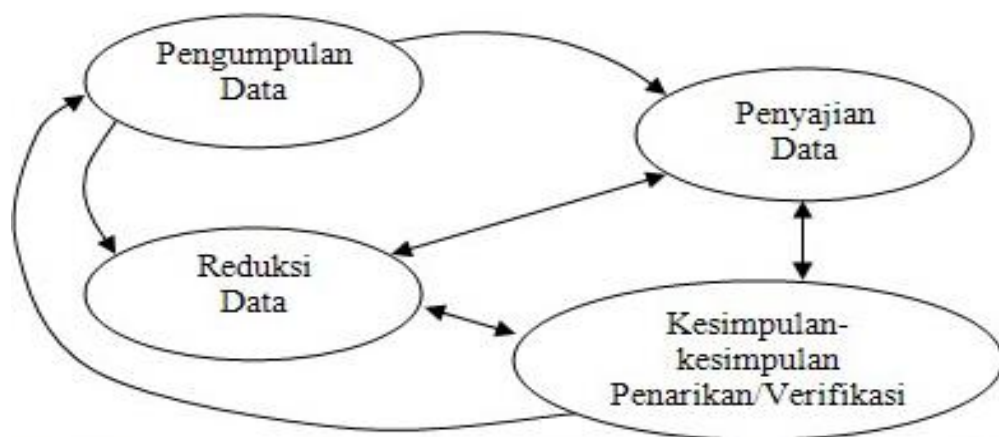 Pengumpulan
Data
Penyajian
Data
Reduksi
Data
Kesimpulan-
kesimpulan
Penarikan/Verifikasi